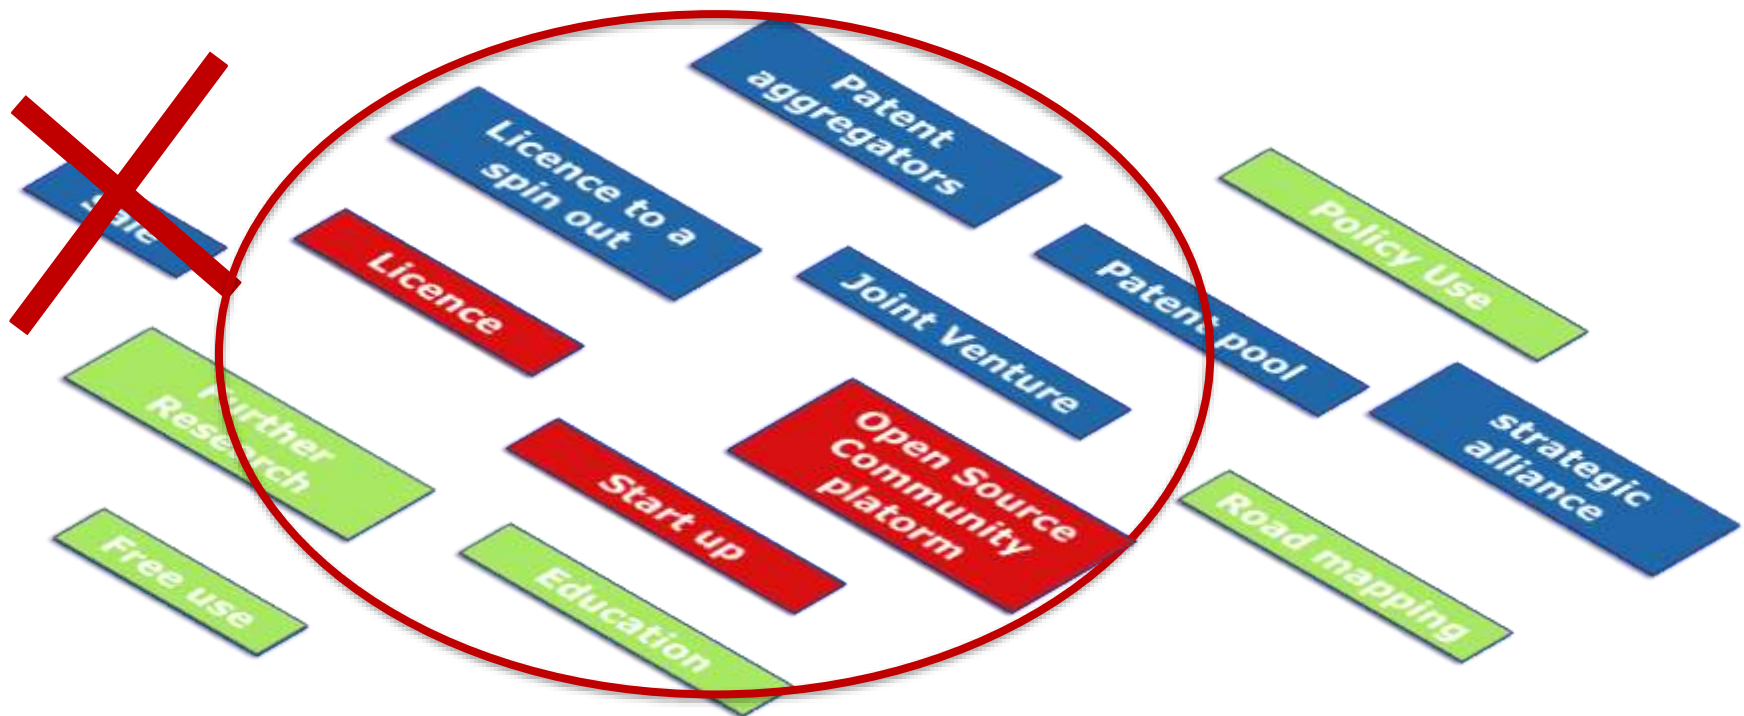 Patent
aggregators
Licence to a
spin out
Policy Use
sale
Licence
Joint Venture
Patent pool
Further
Research
Open Source
Community
platorm
strategic
alliance
Start up
Road mapping
Free use
Education